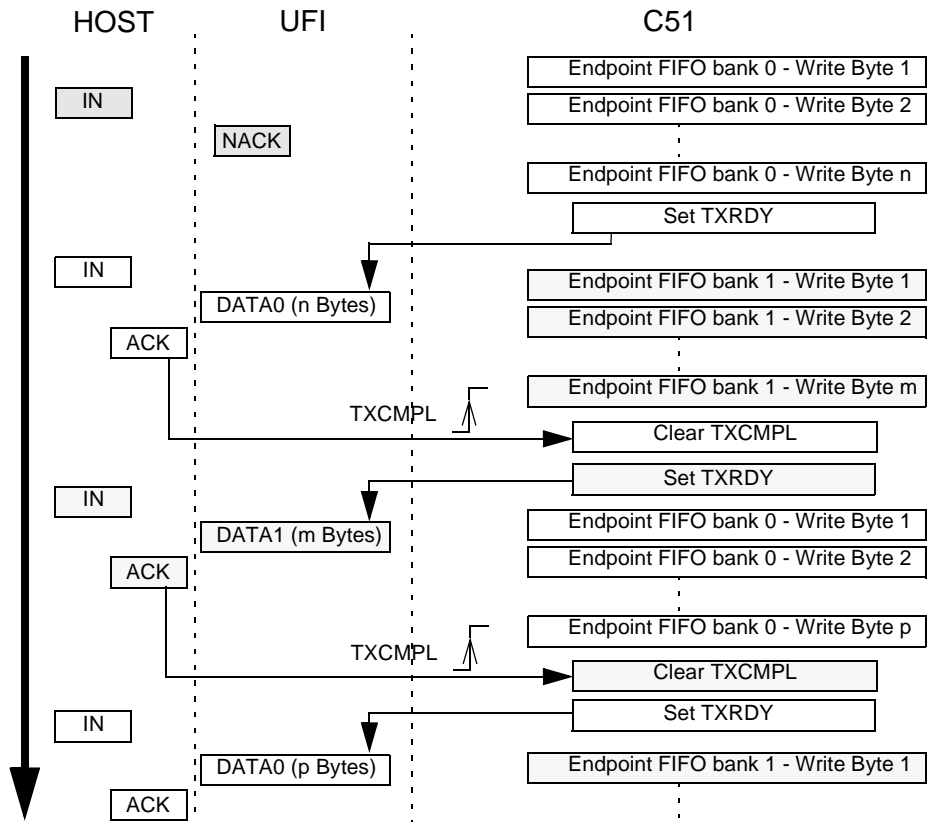 HOST
UFI
C51
Endpoint FIFO bank 0 - Write Byte 1
IN
Endpoint FIFO bank 0 - Write Byte 2
NACK
Endpoint FIFO bank 0 - Write Byte n
Set TXRDY
IN
Endpoint FIFO bank 1 - Write Byte 1
DATA0 (n Bytes)
Endpoint FIFO bank 1 - Write Byte 2
ACK
Endpoint FIFO bank 1 - Write Byte m
TXCMPL
Clear TXCMPL
Set TXRDY
IN
Endpoint FIFO bank 0 - Write Byte 1
DATA1 (m Bytes)
Endpoint FIFO bank 0 - Write Byte 2
ACK
Endpoint FIFO bank 0 - Write Byte p
TXCMPL
Clear TXCMPL
Set TXRDY
IN
DATA0 (p Bytes)
Endpoint FIFO bank 1 - Write Byte 1
ACK